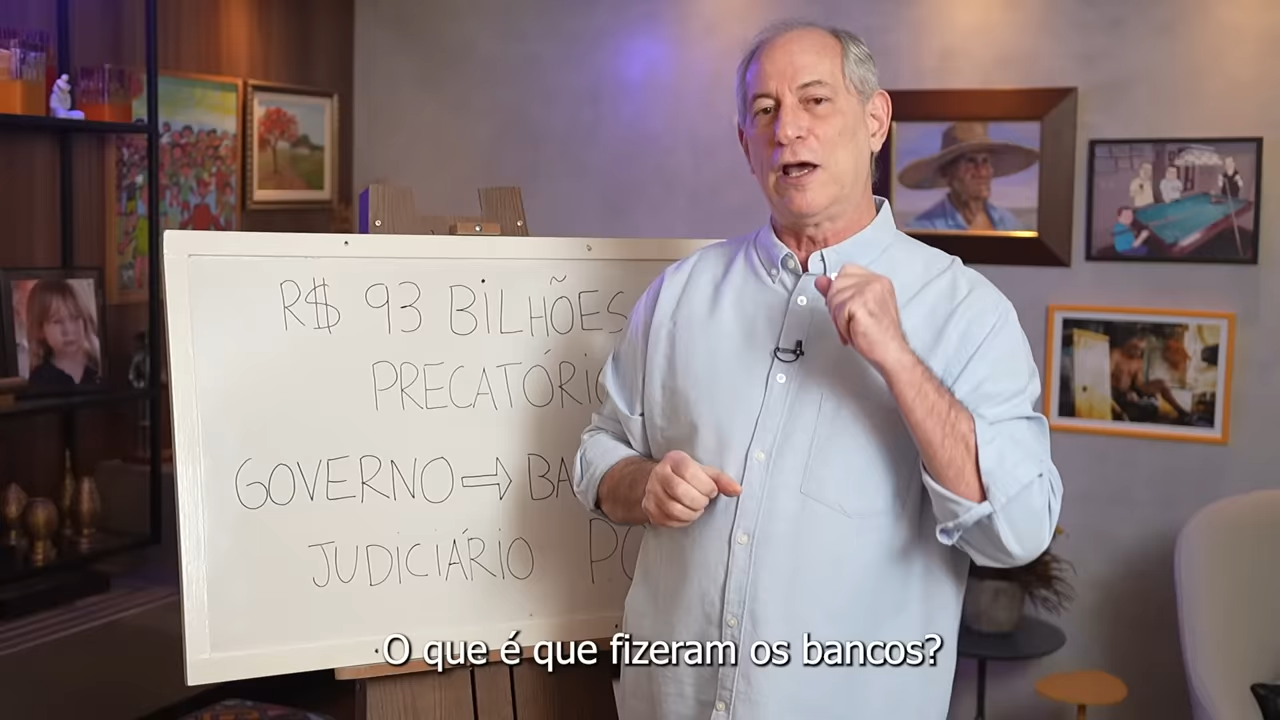 R$ 93 BILHÕES
GOVERNO ⇨
JUDICIÁRIO
O que é que fizeram os bancos?